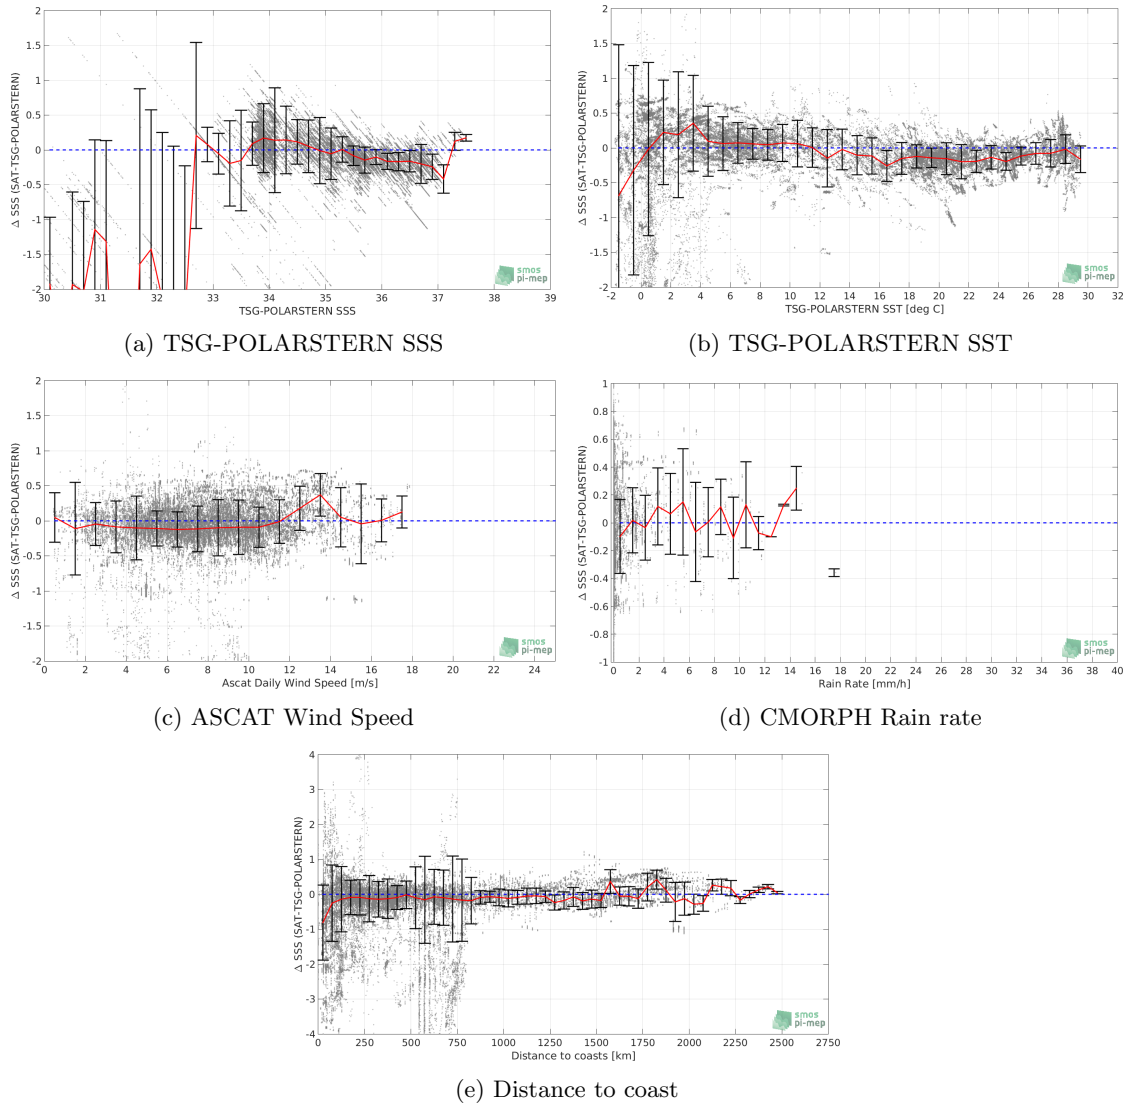 2
1.5
1
0.5
0
-0.5
-1
-1.5
-2
Δ SSS (SAT-TSG-POLARSTERN)
30 31 32 33 34 35 36 37 38 39
TSG-POLARSTERN SSS
smos
pi-mep
(a) TSG-POLARSTERN SSS
2
1.5
1
0.5
0
-0.5
-1
-1.5
-2
Δ SSS (SAT-TSG-POLARSTERN)
-2 0 2 4 6 8 10 12 14 16 18 20 22 24 26 28 30 32
TSG-POLARSTERN SST [deg C]
smos
pi-mep
(b) TSG-POLARSTERN SST
2
1.5
1
0.5
0
-0.5
-1
-1.5
-2
Δ SSS (SAT-TSG-POLARSTERN)
0 2 4 6 8 10 12 14 16 18 20 22 24
Ascat Daily Wind Speed [m/s]
smos
pi-mep
(c) ASCAT Wind Speed
1
0.8
0.6
0.4
0.2
0
-0.2
-0.4
-0.6
-0.8
-1
Δ SSS (SAT-TSG-POLARSTERN)
0 2 4 6 8 10 12 14 16 18 20 22 24 26 28 30 32 34 36 38 40
Rain Rate [mm/h]
smos
pi-mep
(d) CMORPH Rain rate
4
3
2
1
0
-1
-2
-3
-4
Δ SSS (SAT-TSG-POLARSTERN)
0 250 500 750 1000 1250 1500 1750 2000 2250 2500 2750
Distance to coasts [km]
smos
pi-mep
(e) Distance to coast